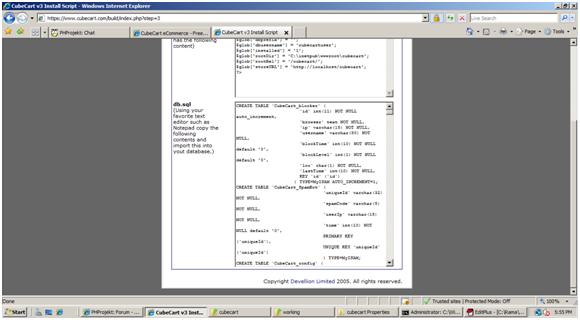 CubeCart v3 Install Script - Windows Internet Explorer
https://www.cubecart.com/build/index.php?step=3
Live Search
PHProjekt: Chat
CubeCart eCommerce - Free...
CubeCart v3 Install Script
Page
Tools
has the following
content)
$glob['dbusername'] = 'cubecartuser';
$glob['installed'] = '1';
$glob['rootDir'] = 'C:\inetpub\wwwroot\cubecart';
$glob['rootRel'] = '/cubecart/';
$glob['storeURL'] = 'http://localhost/cubecart';
?>
db.sql
(Using your
favorite text
editor such as
Notepad copy the
following
contents and
import this into
yout database.)
CREATE TABLE `CubeCart_blocker` (
`id` int(11) NOT NULL
auto_increment,
`browser` text NOT NULL,
`ip` varchar(15) NOT NULL,
`username` varchar(50) NOT
NULL,
`blockTime` int(10) NOT NULL
default '0',
`blockLevel` int(1) NOT NULL
default '0',
`loc` char(1) NOT NULL,
`lastTime` int(10) NOT NULL,
KEY `id` (`id`)
) TYPE=MyISAM AUTO_INCREMENT=1;
CREATE TABLE `CubeCart_SpamBot` (
`uniqueId` varchar(32)
NOT NULL,
`spamCode` varchar(5)
NOT NULL,
`userIp` varchar(15)
NOT NULL,
`time` int(10) NOT
NULL default '0',
PRIMARY KEY
(`uniqueId`),
UNIQUE KEY `uniqueId`
(`uniqueId`)
) TYPE=MyISAM;
CREATE TABLE `CubeCart_config` (
Copyright Devellion Limited 2005. All rights reserved.
Done
Trusted sites | Protected Mode: Off
100%
Start
PHProjekt: Forum - ...
CubeCart v3 Inst...
cubecart
working
cubecart Properties
Administrator: C:\Wi...
EditPlus - [C:\Rama\...
5:55 PM